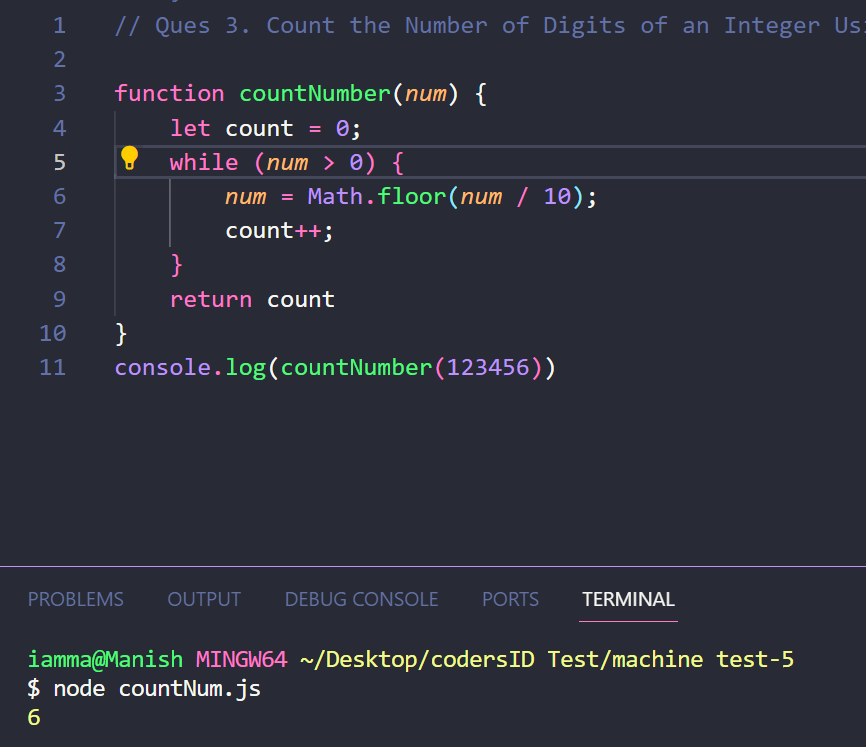 1 // Ques 3. Count the Number of Digits of an Integer
2
3 function countNumber(num) {
4 let count = 0;
5 while (num > 0) {
6 num = Math.floor(num / 10);
7 count++;
8 }
9 return count
10 }
11 console.log(countNumber(123456))
PROBLEMS OUTPUT DEBUG CONSOLE PORTS TERMINAL
iamma@Manish MINGW64 ~/Desktop/codersID Test/machine test-5
$ node countNum.js
6